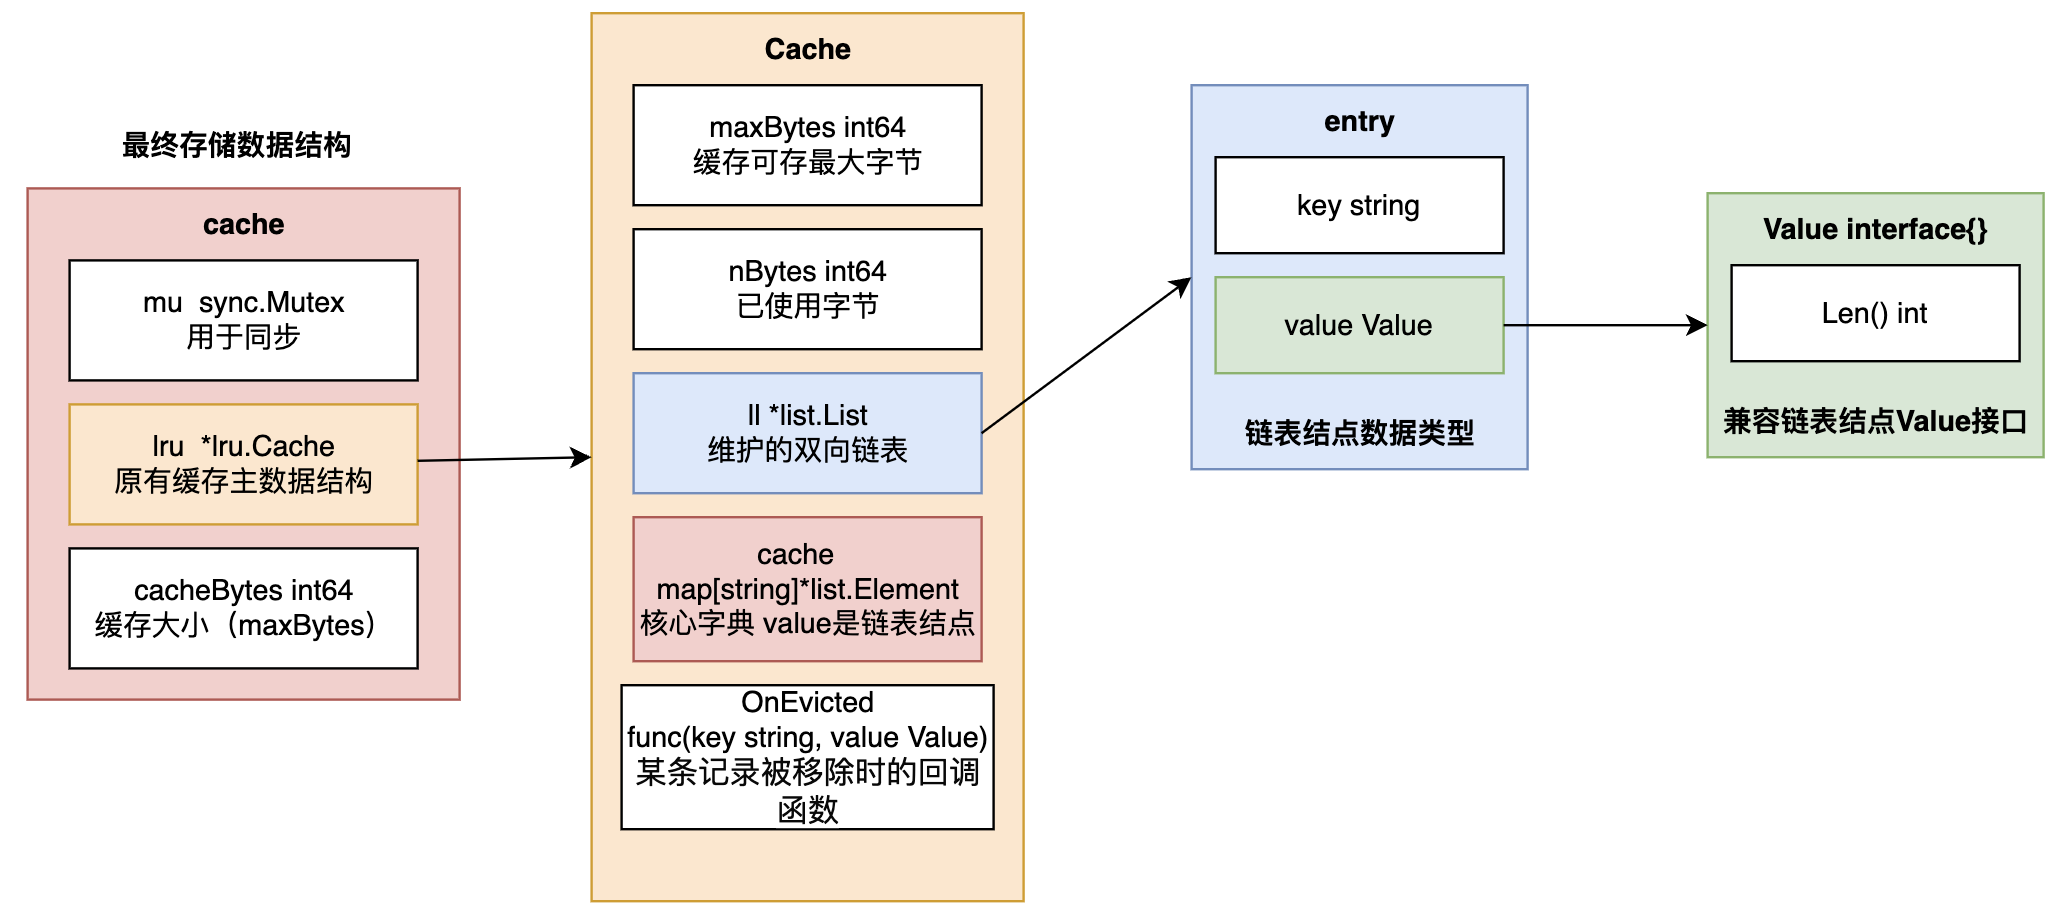 最终存储数据结构
cache
mu  sync.Mutex
用于同步
lru  *lru.Cache
原有缓存主数据结构
cacheBytes int64
缓存大小（maxBytes）
Cache
maxBytes int64
缓存可存最大字节
nBytes int64
已使用字节
ll *list.List
维护的双向链表
cache
map[string]*list.Element
核心字典 value是链表结点
OnEvicted
func(key string, value Value)
某条记录被移除时的回调
函数
entry
key string
value Value
链表结点数据类型
Value interface{}
Len() int
兼容链表结点Value接口